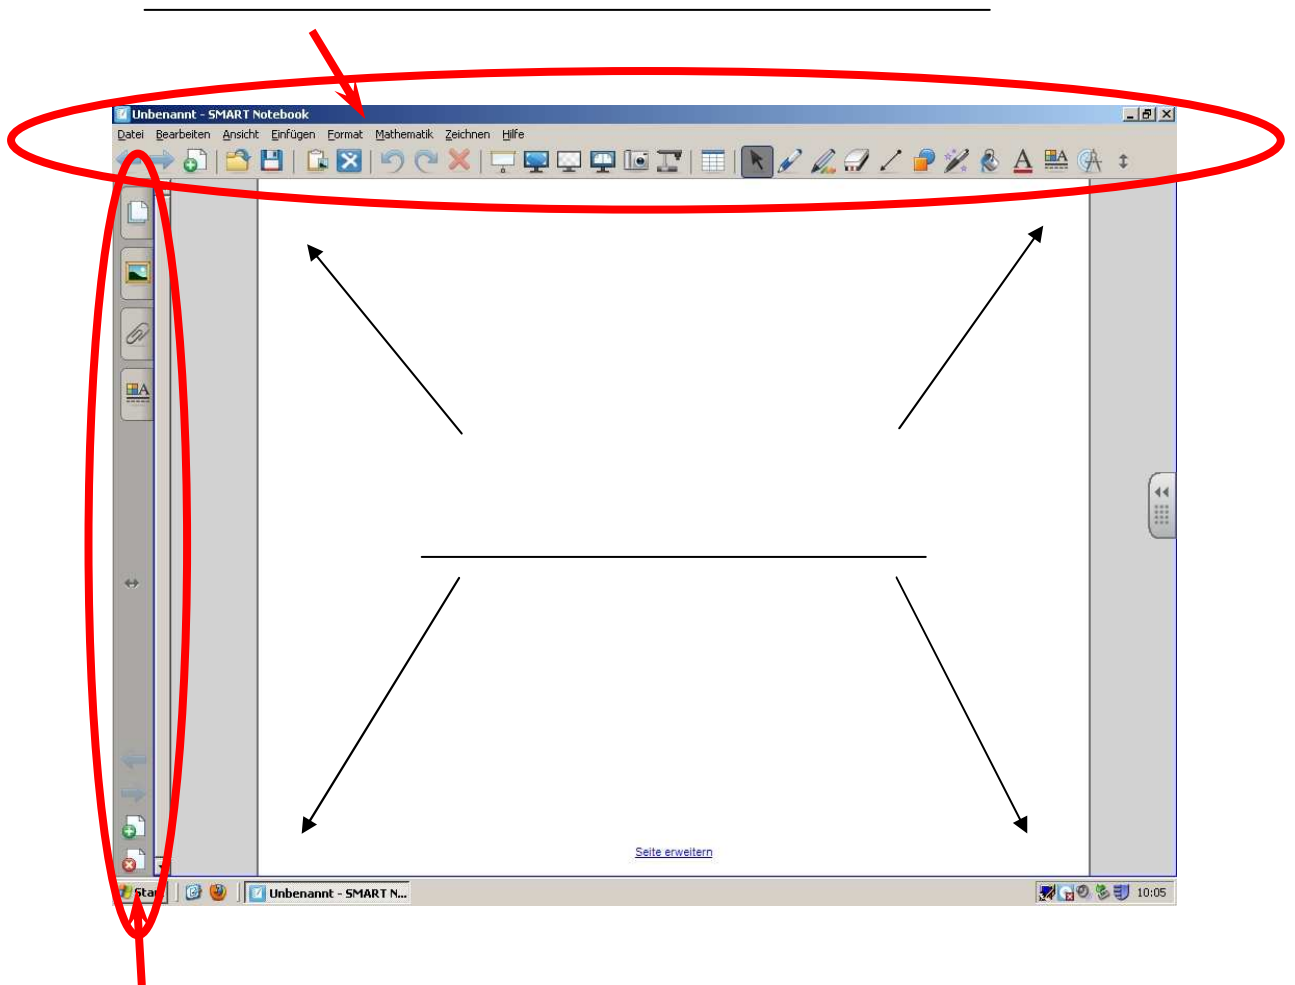 Unbenannt - SMART Notebook
Datei Bearbeiten Ansicht Einfügen Format Mathematik Zeichnen Hilfe
Seite erweitern
Unbenannt - SMART N...
10:05